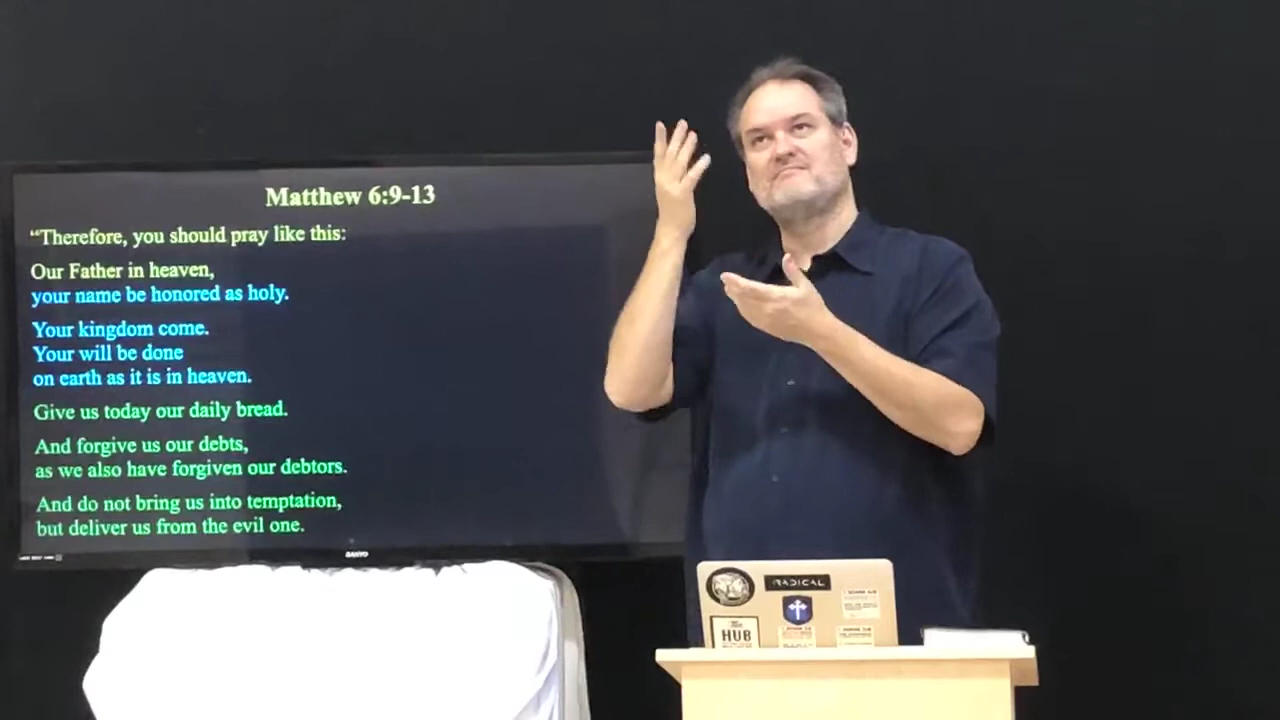 Matthew 6:9-13
“Therefore, you should pray like this:
Our Father in heaven,
your name be honored as holy.
Your kingdom come.
Your will be done
on earth as it is in heaven.
Give us today our daily bread.
And forgive us our debts,
as we also have forgiven our debtors.
And do not bring us into temptation,
but deliver us from the evil one.
SANYO
RADICAL
HUB